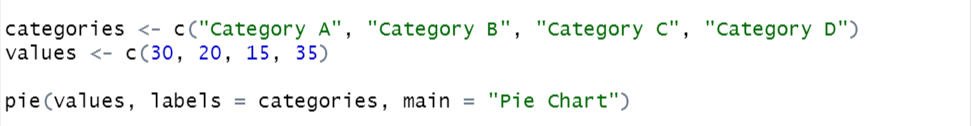 categories <- c("Category A", "Category B", "Category C", "Category D")
values <- c(30, 20, 15, 35)
pie(values, labels = categories, main = "Pie Chart")